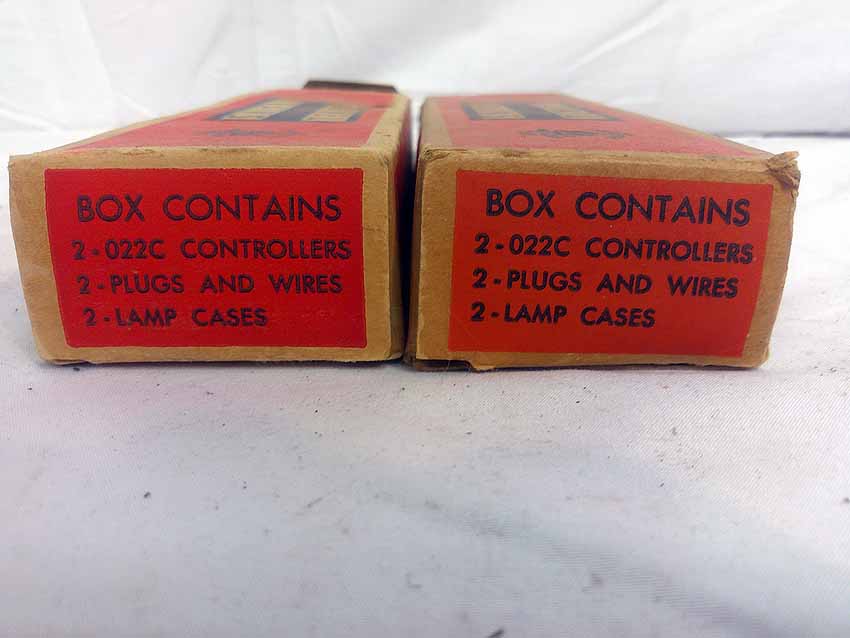 BOX CONTAINS
2-022C CONTROLLERS
2-PLUGS AND WIRES
2-LAMP CASES
BOX CONTAINS
2-022C CONTROLLERS
2-PLUGS AND WIRES
2-LAMP CASES